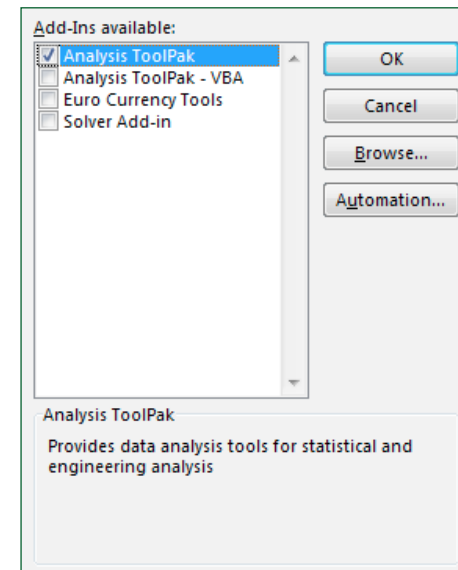 Add-Ins available:
Analysis ToolPak
Analysis ToolPak - VBA
Euro Currency Tools
Solver Add-in
OK
Cancel
Browse...
Automation...
Analysis ToolPak
Provides data analysis tools for statistical and
engineering analysis